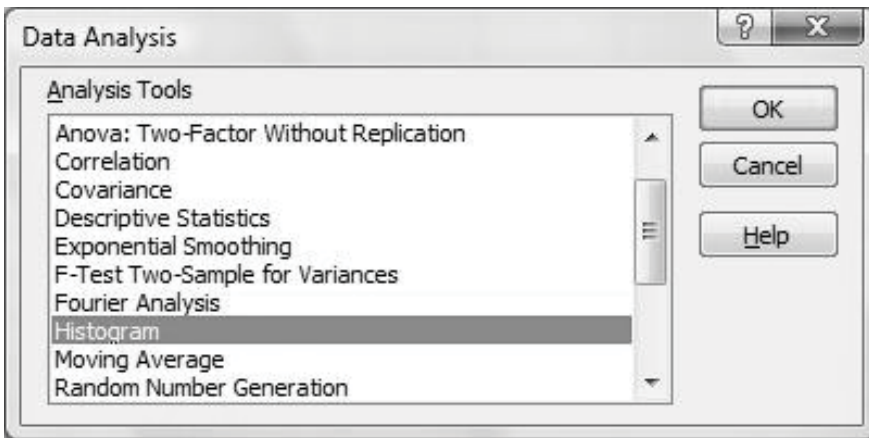 Data Analysis
?
X
Analysis Tools
Anova: Two-Factor Without Replication
Correlation
Covariance
Descriptive Statistics
Exponential Smoothing
F-Test Two-Sample for Variances
Fourier Analysis
Histogram
Moving Average
Random Number Generation
OK
Cancel
Help